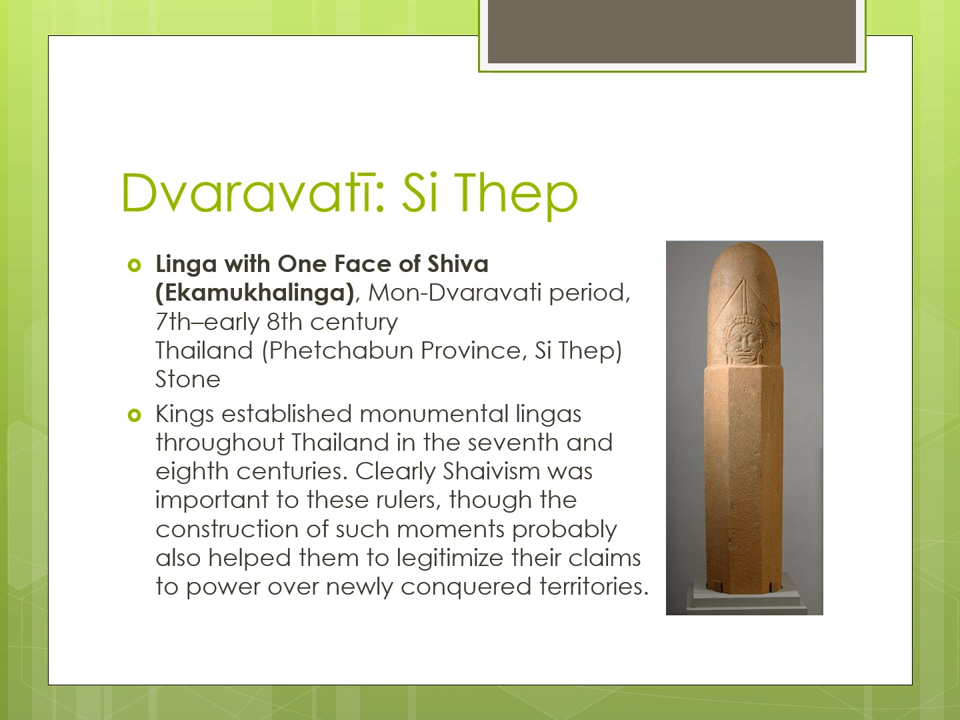 Dvaravatī: Si Thep
Linga with One Face of Shiva
(Ekamukhalinga), Mon-Dvaravati period,
7th–early 8th century
Thailand (Phetchabun Province, Si Thep)
Stone
Kings established monumental lingas
throughout Thailand in the seventh and
eighth centuries. Clearly Shaivism was
important to these rulers, though the
construction of such moments probably
also helped them to legitimize their claims
to power over newly conquered territories.